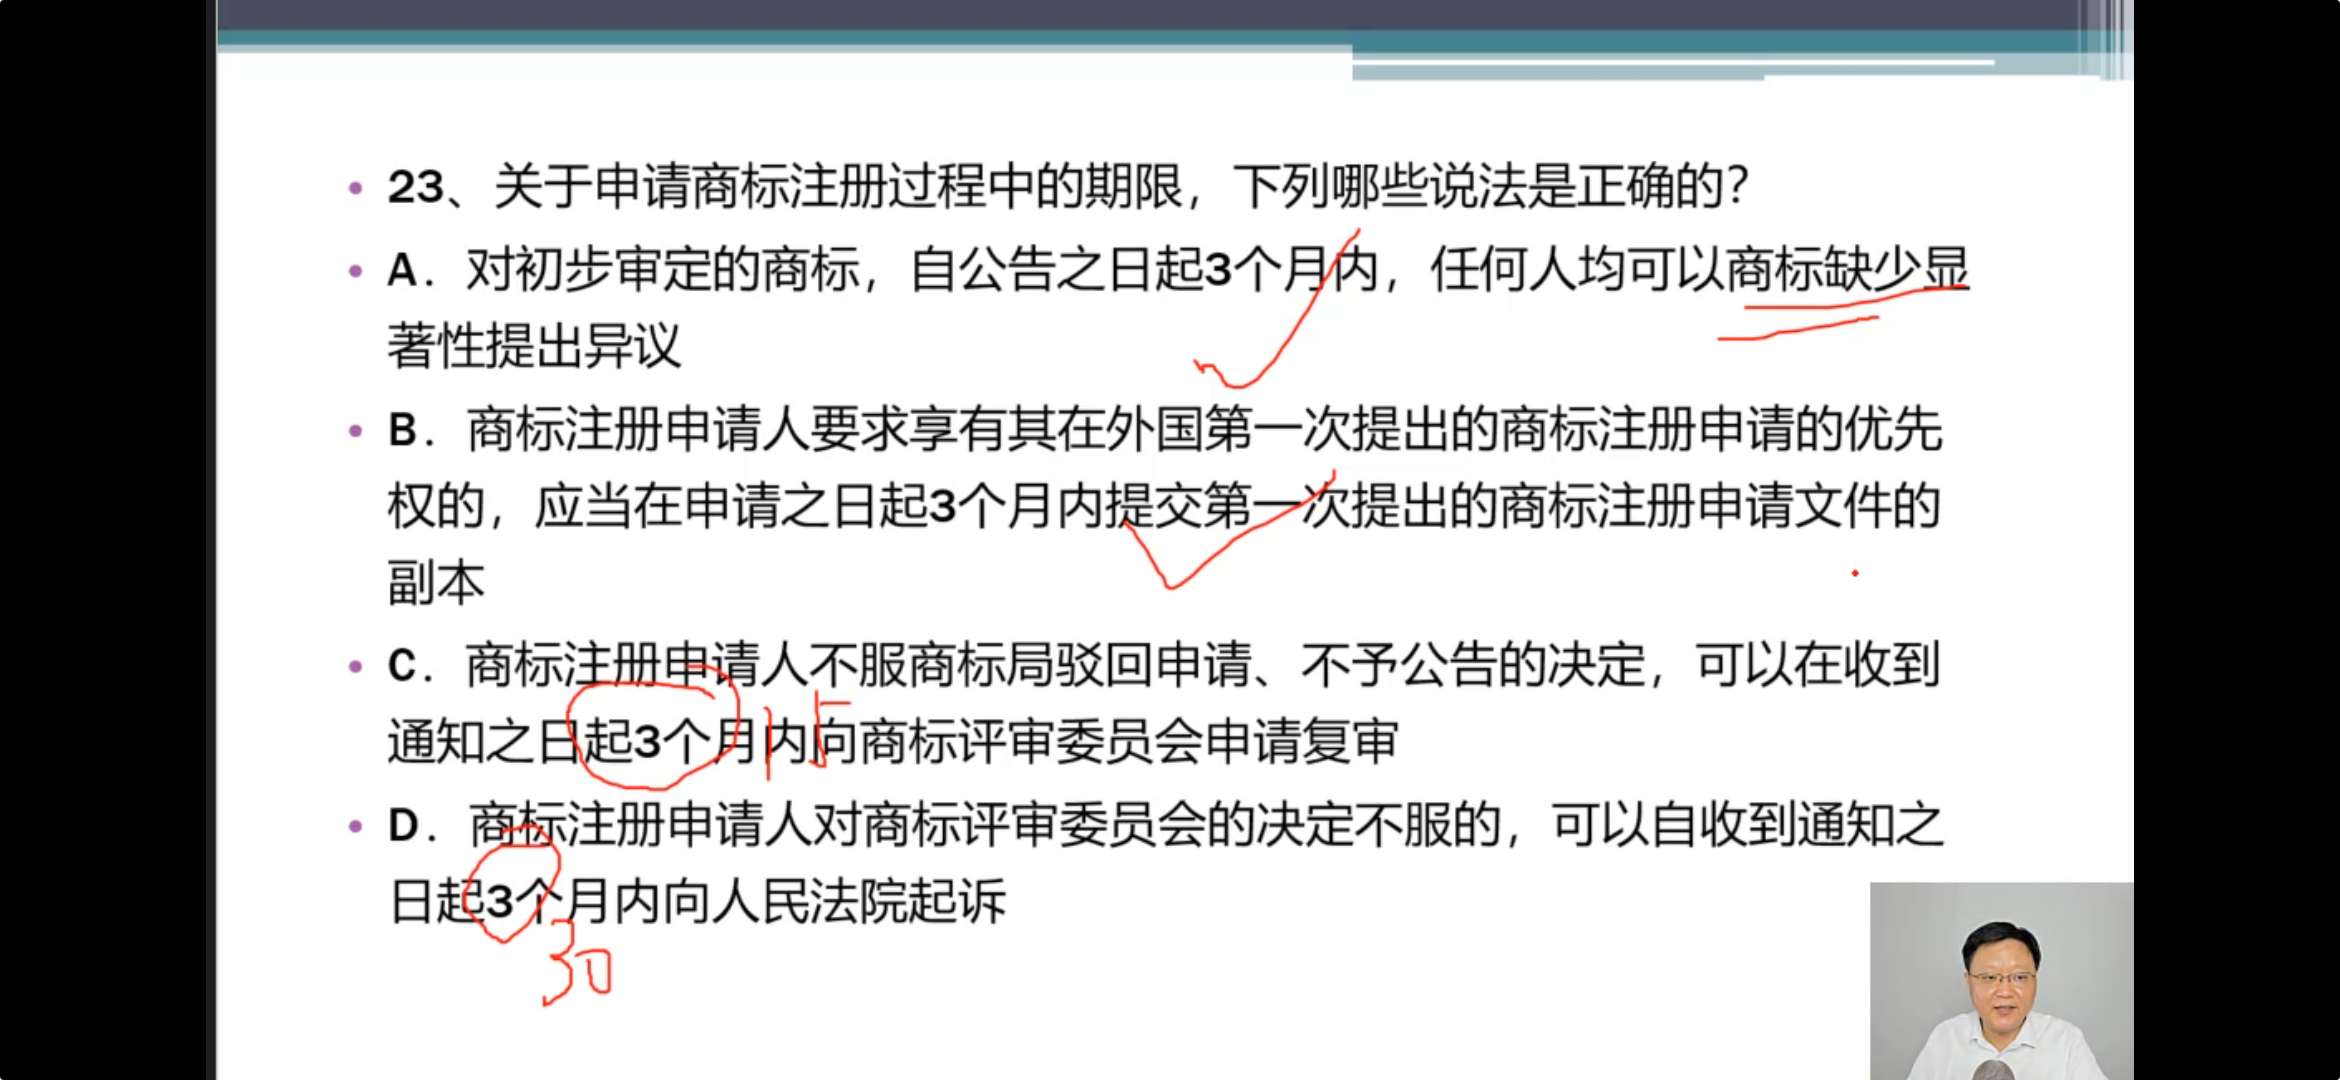 23、关于申请商标注册过程中的期限，下列哪些说法是正确的？
A．对初步审定的商标，自公告之日起3个月内，任何人均可以商标缺少显
著性提出异议
B．商标注册申请人要求享有其在外国第一次提出的商标注册申请的优先
权的，应当在申请之日起3个月内提交第一次提出的商标注册申请文件的
副本
C．商标注册申请人不服商标局驳回申请、不予公告的决定，可以在收到
通知之日起3个月内向商标评审委员会申请复审
15
D．商标注册申请人对商标评审委员会的决定不服的，可以自收到通知之
日起3个月内向人民法院起诉
30